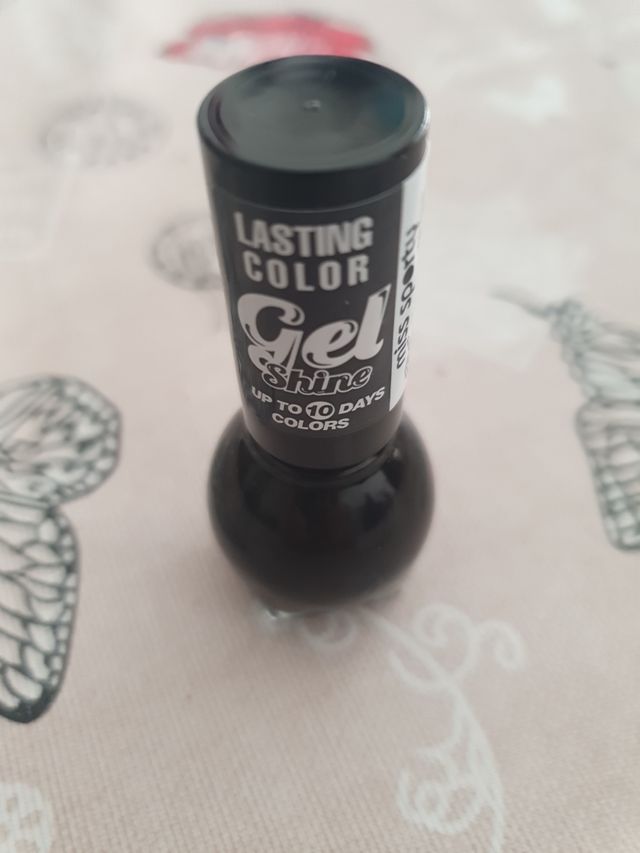 LASTING
COLOR
Gel
Shine
UP TO 10 DAYS
COLORS
miss sporty